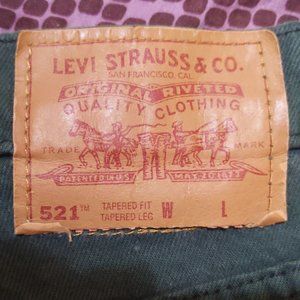 LEVI STRAUSS & CO.
SAN FRANCISCO, CAL.
ORIGINAL RIVETED
QUALITY CLOTHING
TRADE MARK
PATENTED IN U.S. MAY 20 1873
521™ TAPERED FIT W L
TAPERED LEG